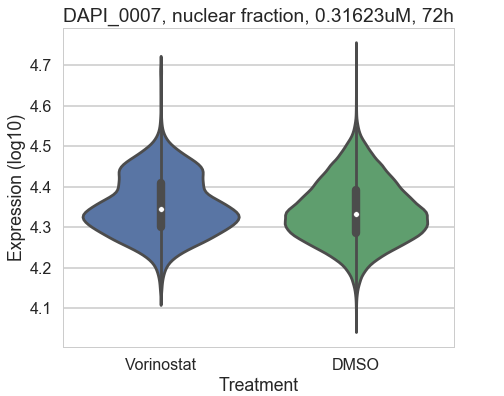 DAPI_0007, nuclear fraction, 0.31623uM, 72h
Expression (log10)
4.7
4.6
4.5
4.4
4.3
4.2
4.1
Vorinostat
DMSO
Treatment